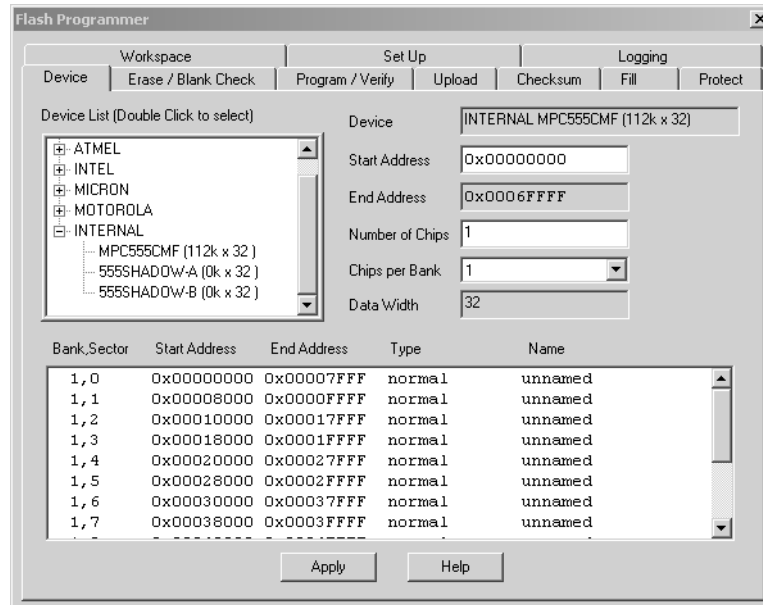 Flash Programmer
Workspace Set Up Logging
Device Erase / Blank Check Program / Verify Upload Checksum Fill Protect
Device List (Double Click to select)
ATMEL
INTEL
MICRON
MOTOROLA
INTERNAL
MPC555CMF (112k x 32 )
555SHADOW-A (0k x 32 )
555SHADOW-B (0k x 32 )
Device INTERNAL MPC555CMF (112k x 32)
Start Address 0x00000000
End Address 0x0006FFFF
Number of Chips 1
Chips per Bank 1
Data Width 32
Bank,Sector Start Address End Address Type Name
1,0 0x00000000 0x00007FFF normal unnamed
1,1 0x00008000 0x0000FFFF normal unnamed
1,2 0x00010000 0x00017FFF normal unnamed
1,3 0x00018000 0x0001FFFF normal unnamed
1,4 0x00020000 0x00027FFF normal unnamed
1,5 0x00028000 0x0002FFFF normal unnamed
1,6 0x00030000 0x00037FFF normal unnamed
1,7 0x00038000 0x0003FFFF normal unnamed
Apply Help